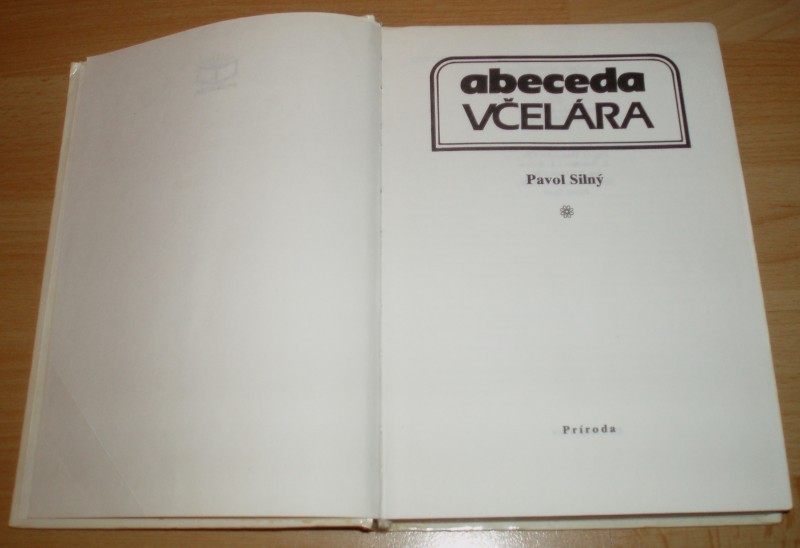 abeceda
VČELÁRA
Pavol Silný
Príroda